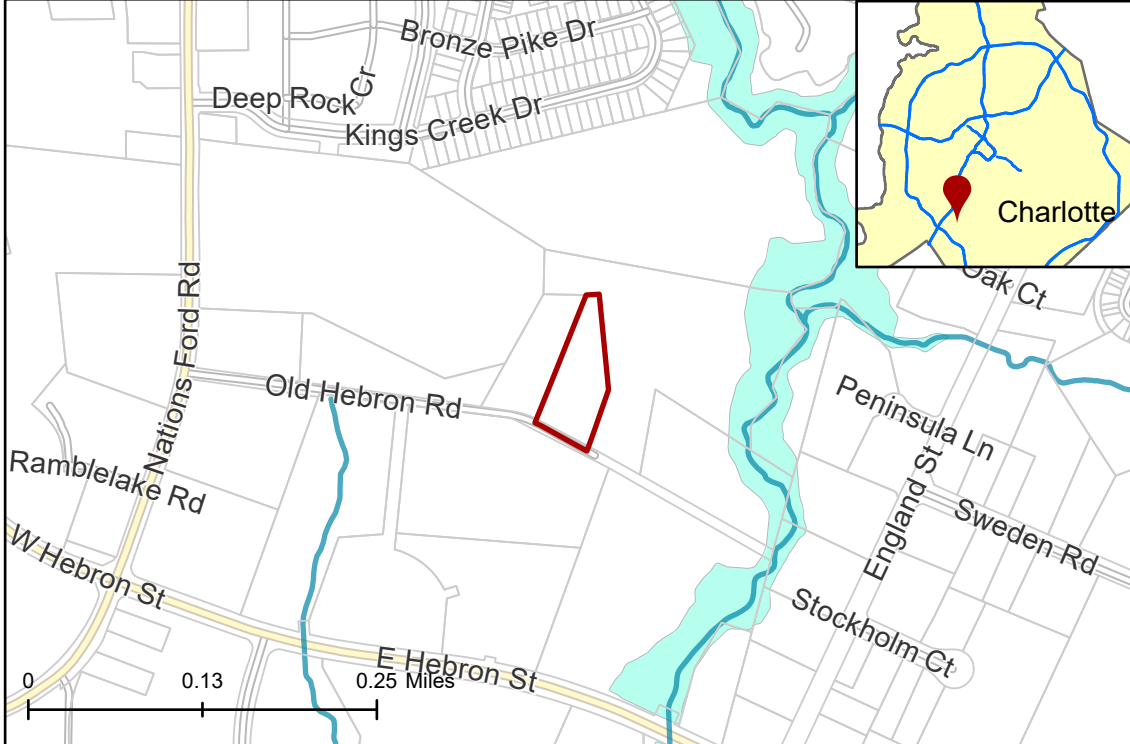 Bronze Pike Dr
Deep Rock Cr
Kings Creek Dr
Charlotte
Oak Ct
Nations Ford Rd
Old Hebron Rd
Peninsula Ln
England St
Ramblelake Rd
Sweden Rd
W Hebron St
Stockholm Ct
E Hebron St
0 0.13 0.25 Miles